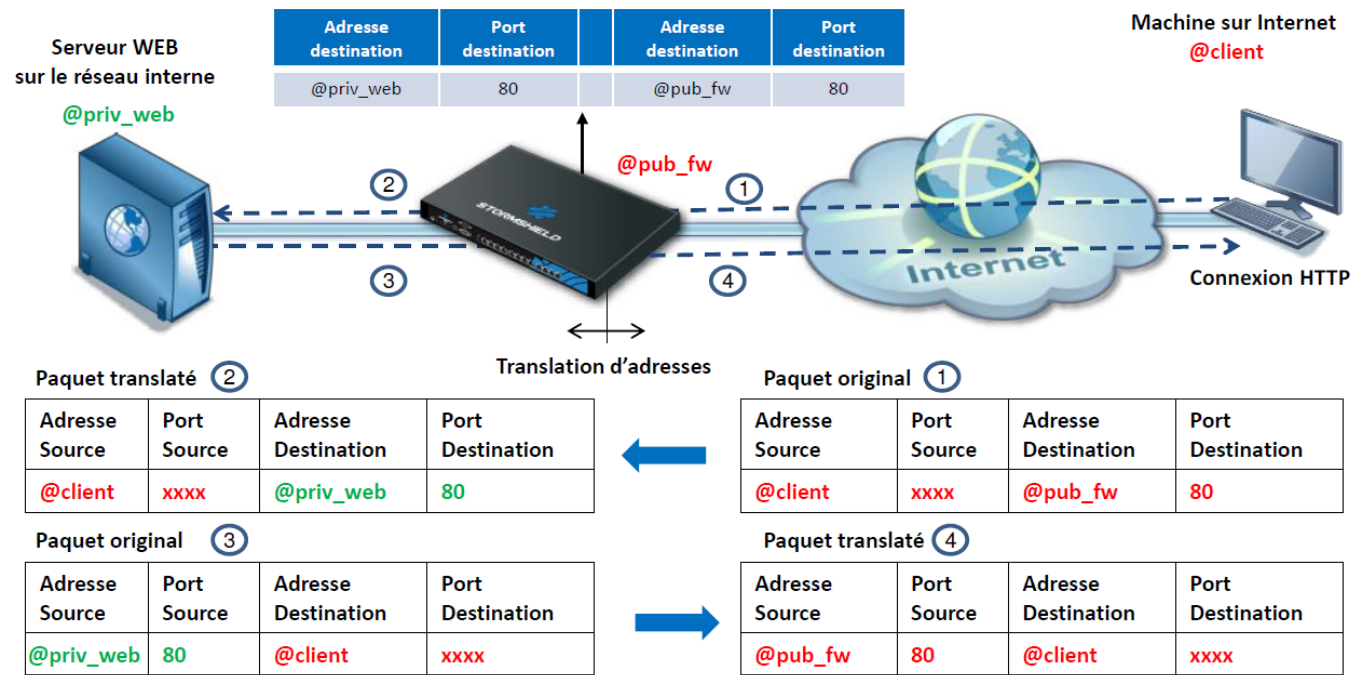 Serveur WEB
sur le réseau interne
@priv_web
Adresse destination Port destination Adresse destination Port destination
@priv_web 80 @pub_fw 80
Machine sur Internet
@client
@pub_fw
2
1
STORMSHIELD
Internet
3
4
Connexion HTTP
Translation d'adresses
Paquet translaté 2
Adresse Source Port Source Adresse Destination Port Destination
@client xxxx @priv_web 80
Paquet original 1
Adresse Source Port Source Adresse Destination Port Destination
@client xxxx @pub_fw 80
Paquet original 3
Adresse Source Port Source Adresse Destination Port Destination
@priv_web 80 @client xxxx
Paquet translaté 4
Adresse Source Port Source Adresse Destination Port Destination
@pub_fw 80 @client xxxx